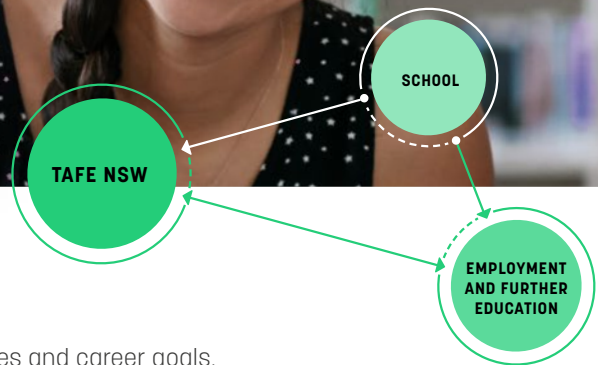 SCHOOL
TAFE NSW
EMPLOYMENT
AND FURTHER
EDUCATION
es and career goals.